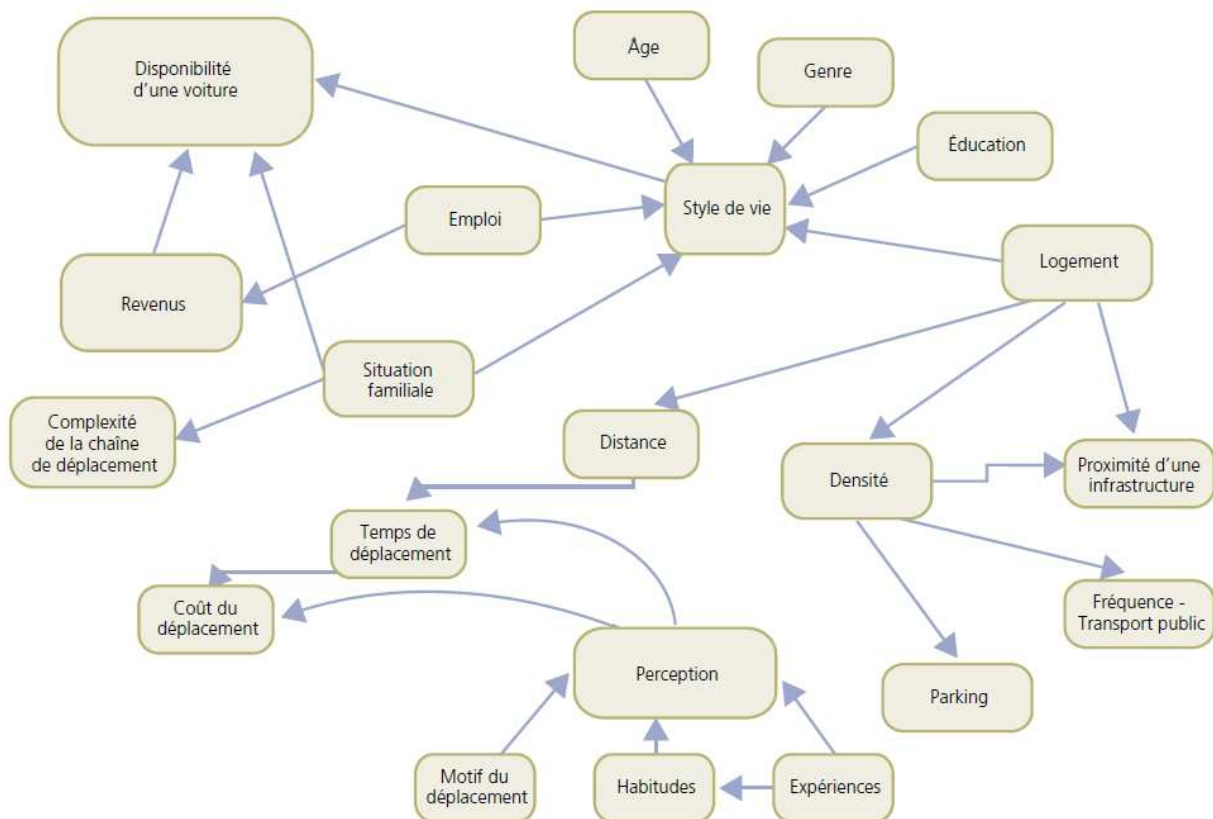 Âge
Disponibilité
d’une voiture
Genre
Éducation
Style de vie
Emploi
Logement
Revenus
Situation
familiale
Complexité
de la chaîne
de déplacement
Distance
Densité
Proximité d’une
infrastructure
Temps de
déplacement
Coût du
déplacement
Fréquence -
Transport public
Perception
Parking
Motif du
déplacement
Habitudes
Expériences